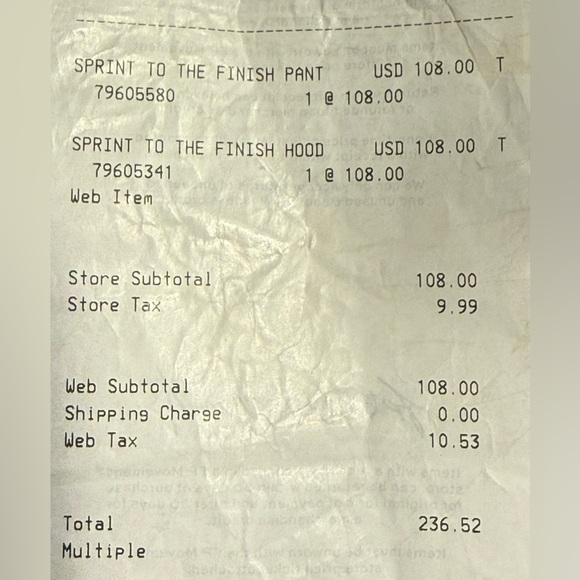 SPRINT TO THE FINISH PANT USD 108.00 T
79605580 1 @ 108.00
SPRINT TO THE FINISH HOOD USD 108.00 T
79605341 1 @ 108.00
Web Item
Store Subtotal 108.00
Store Tax 9.99
Web Subtotal 108.00
Shipping Charge 0.00
Web Tax 10.53
Total 236.52
Multiple